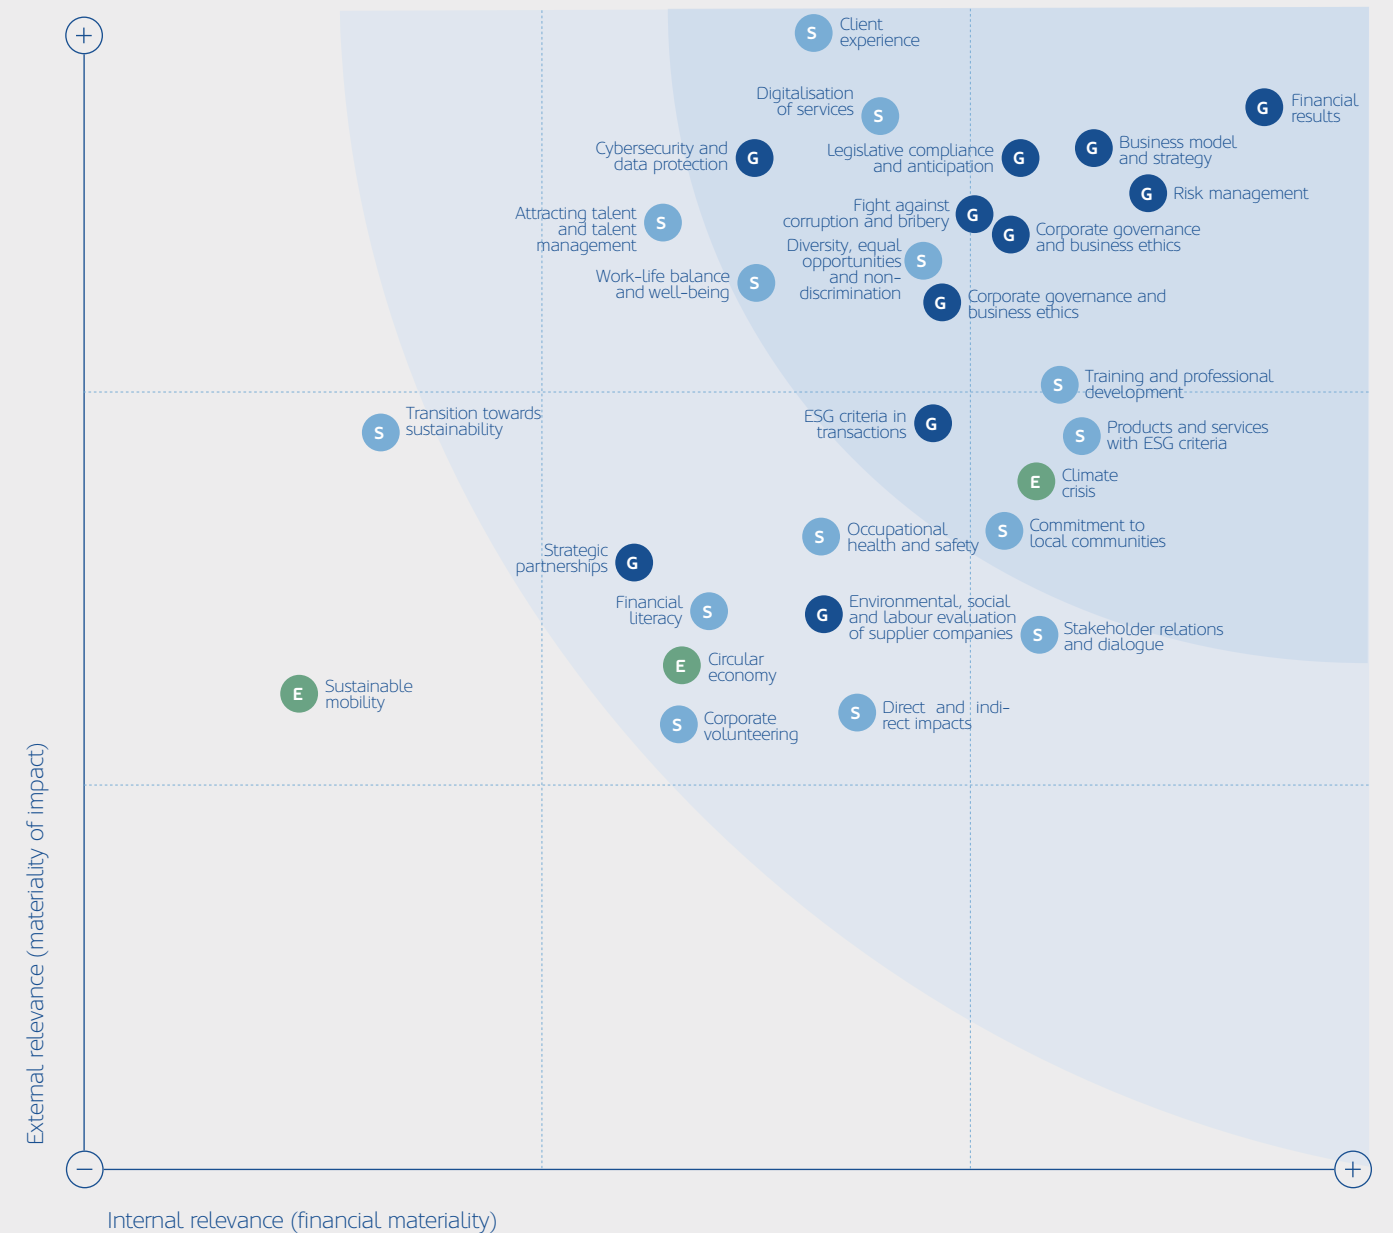 +
S
Client
experience
Digitalisation
of services
S
G
Financial
results
Cybersecurity and
data protection
G
Legislative compliance
and anticipation
G
G
Business model
and strategy
G
Risk management
Attracting talent
and talent
management
S
Fight against
corruption and bribery
G
G
Corporate governance
and business ethics
Work-life balance
and well-being
S
Diversity, equal
opportunities
and non-
discrimination
S
G
Corporate governance and
business ethics
S
Training and professional
development
S
Transition towards
sustainability
ESG criteria in
transactions
G
S
Products and services
with ESG criteria
E
Climate
crisis
S
Occupational
health and safety
S
Commitment to
local communities
Strategic
partnerships
G
Financial
literacy
S
G
Environmental, social
and labour evaluation
of supplier companies
S
Stakeholder relations
and dialogue
E
Circular
economy
E
Sustainable
mobility
S
Corporate
volunteering
S
Direct and indi-
rect impacts
External relevance (materiality of impact)
−
+
Internal relevance (financial materiality)